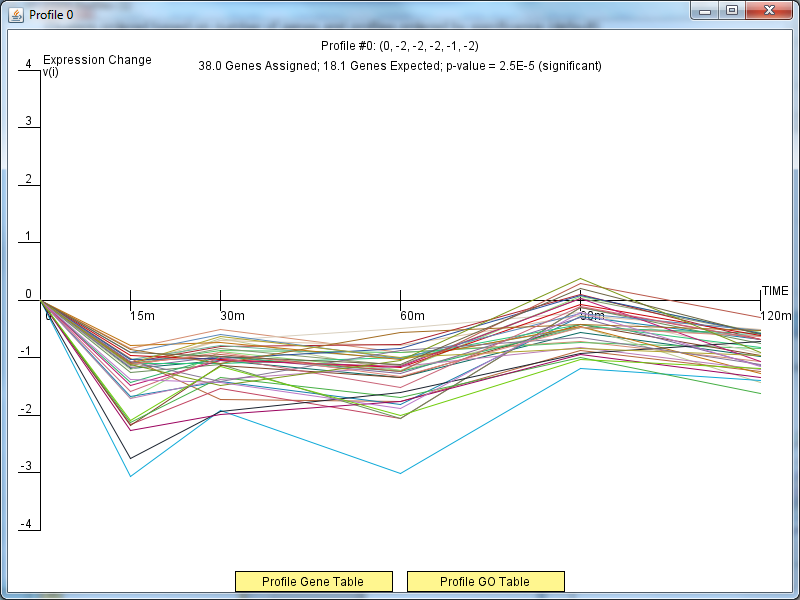 Profile 0
Profile #0: (0, -2, -2, -2, -1, -2)
38.0 Genes Assigned; 18.1 Genes Expected; p-value = 2.5E-5 (significant)
Expression Change
v(i)
4
3
2
1
0
-1
-2
-3
-4
TIME
0 15m 30m 60m 90m 120m
Profile Gene Table
Profile GO Table